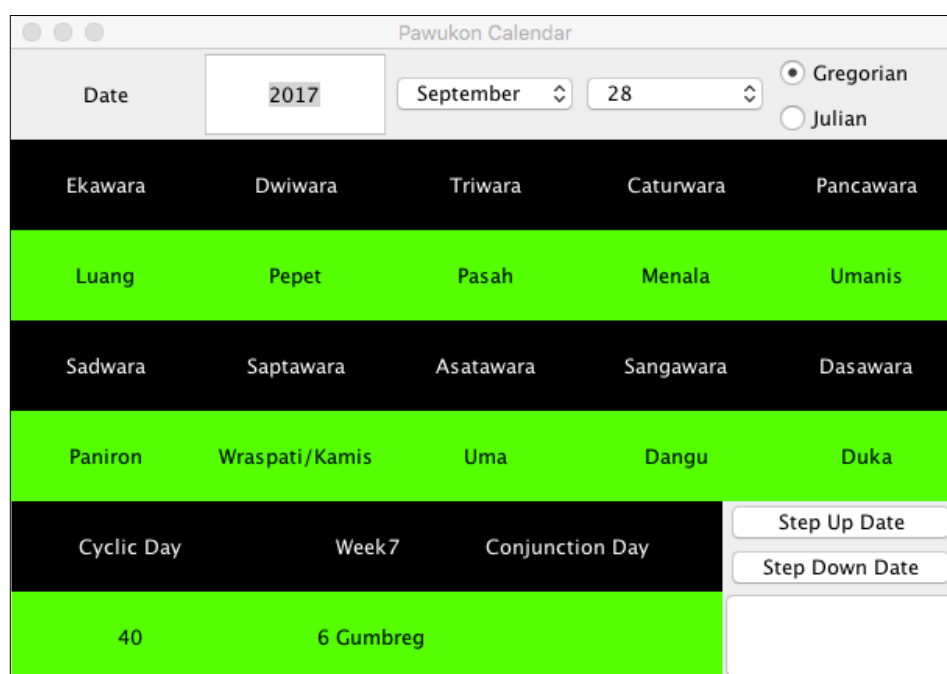 Pawukon Calendar
Date 2017 September 28 Gregorian
Julian
Ekawara Dwiwara Triwara Caturwara Pancawara
Luang Pepet Pasah Menala Umanis
Sadwara Saptawara Asatawara Sangawara Dasawara
Paniron Wraspati/Kamis Uma Dangu Duka
Cyclic Day Week7 Conjunction Day Step Up Date
Step Down Date
40 6 Gumbreg